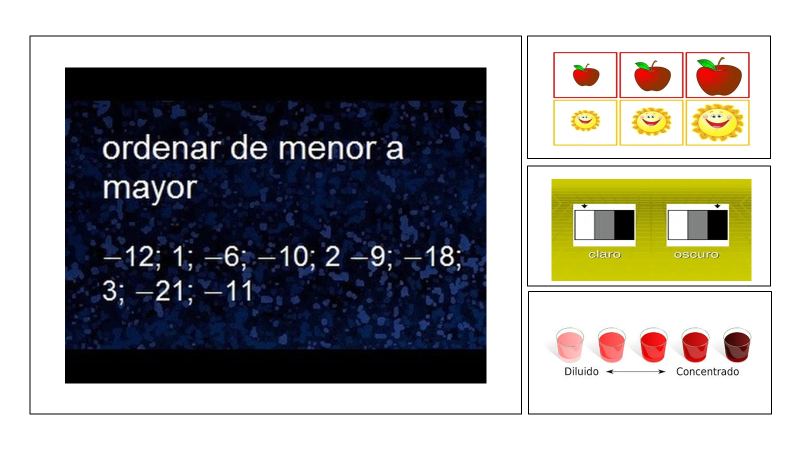 ordenar de menor a
mayor
−12; 1; −6; −10; 2 −9; −18;
3; −21; −11
claro
oscuro
Diluido
Concentrado